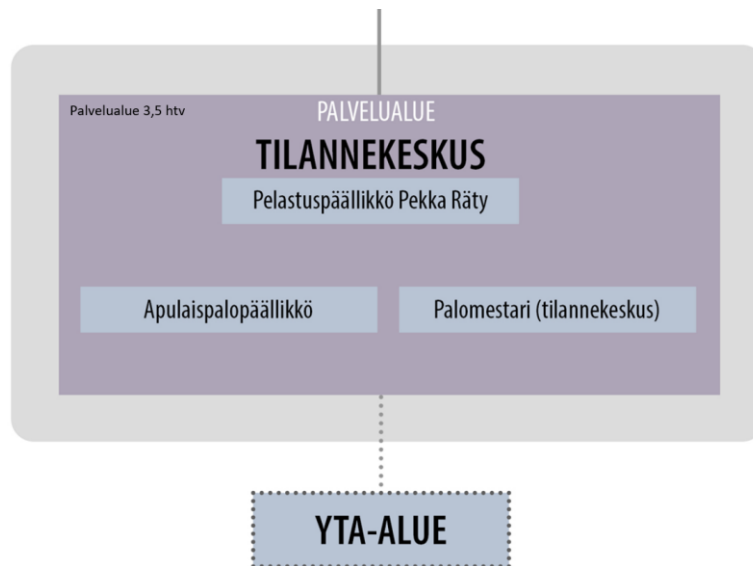 Palvelualue 3,5 htv
PALVELUALUE
TILANNEKESKUS
Pelastuspäällikkö Pekka Räty
Apulaispalopäällikkö
Palomestari (tilannekeskus)
YTA-ALUE